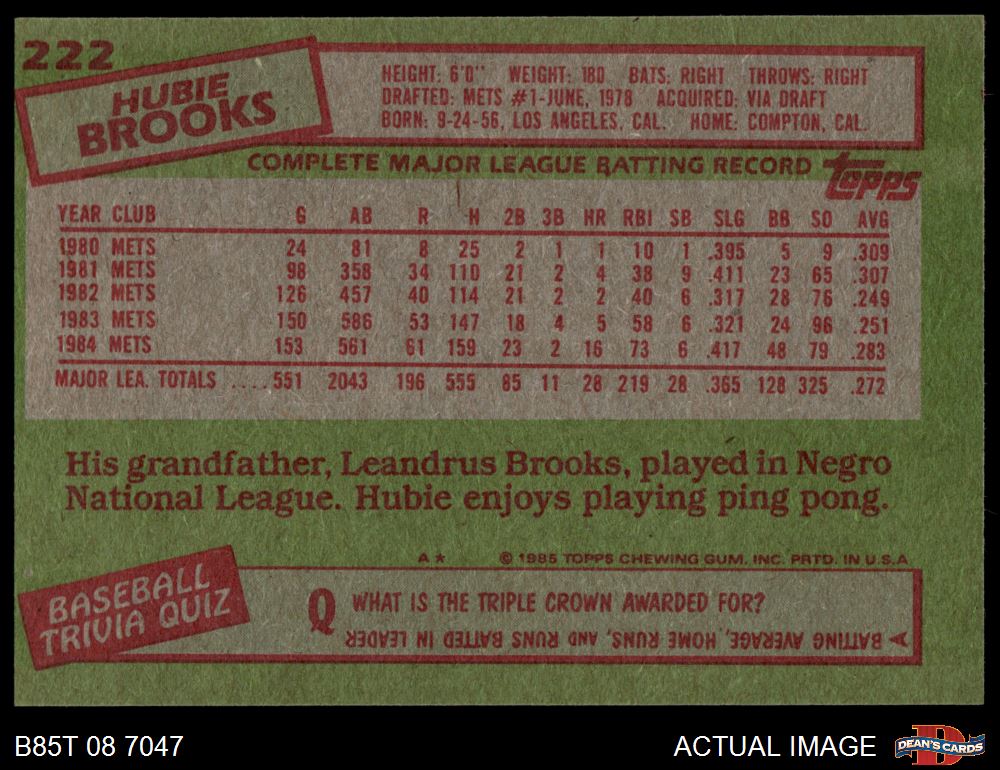 222
HUBIE
BROOKS
HEIGHT: 6'0" WEIGHT: 180 BATS: RIGHT THROWS: RIGHT
DRAFTED: METS #1-JUNE, 1978 ACQUIRED: VIA DRAFT
BORN: 9-24-56, LOS ANGELES, CAL. HOME: COMPTON, CAL.
COMPLETE MAJOR LEAGUE BATTING RECORD
Topps
YEAR CLUB G AB R H 2B 3B HR RBI SB SLG BB SO AVG
1980 METS 24 81 8 25 2 1 1 10 1 .395 5 9 .309
1981 METS 98 358 34 110 21 2 4 38 9 .411 23 65 .307
1982 METS 126 457 40 114 21 2 2 40 6 .317 28 76 .249
1983 METS 150 586 53 147 18 4 5 58 6 .321 24 96 .251
1984 METS 153 561 61 159 23 2 16 73 6 .417 48 79 .283
MAJOR LEA. TOTALS ....551 2043 196 555 85 11 28 219 28 .365 128 325 .272
His grandfather, Leandrus Brooks, played in Negro
National League. Hubie enjoys playing ping pong.
A* © 1985 TOPPS CHEWING GUM, INC. PRTD. IN U.S.A
BASEBALL
TRIVIA QUIZ
Q WHAT IS THE TRIPLE CROWN AWARDED FOR?
A BATTING AVERAGE, HOME RUNS, AND RUNS BATTED IN LEADER
B85T 08 7047
ACTUAL IMAGE
DEAN'S CARDS